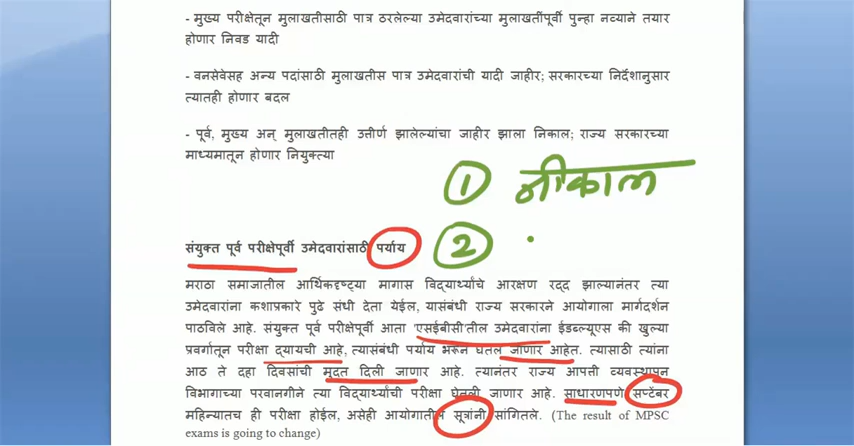 - मुख्य परीक्षेतून मुलाखतीसाठी पात्र ठरलेल्या उमेदवारांच्या मुलाखतींपूर्वी पुन्हा नव्याने तयार
होणार निवड यादी
- वनसेवेसह अन्य पदांसाठी मुलाखतीस पात्र उमेदवारांची यादी जाहीर; सरकारच्या निर्देशानुसार
त्यातही होणार बदल
- पूर्व, मुख्य अन् मुलाखतीतही उत्तीर्ण झालेल्यांचा जाहीर झाला निकाल; राज्य सरकारच्या
माध्यमातून होणार नियुक्त्या
1 नीकाल
संयुक्त पूर्व परीक्षेपूर्वी उमेदवारांसाठी पर्याय 2
मराठा समाजातील आर्थिकदृष्ट्या मागास विद्यार्थ्यांचे आरक्षण रद्द झाल्यानंतर त्या
उमेदवारांना कशाप्रकारे पुढे संधी देता येईल, यासंबंधी राज्य सरकारने आयोगाला मार्गदर्शन
पाठविले आहे. संयुक्त पूर्व परीक्षेपूर्वी आता 'एसईबीसी'तील उमेदवारांना ईडब्ल्यूएस की खुल्या
प्रवर्गातून परीक्षा द्यायची आहे, त्यासंबंधी पर्याय भरून घेतले जाणार आहेत. त्यासाठी त्यांना
आठ ते दहा दिवसांची मुदत दिली जाणार आहे. त्यानंतर राज्य आपत्ती व्यवस्थापन
विभागाच्या परवानगीने त्या विद्यार्थ्यांची परीक्षा घेतली जाणार आहे. साधारणपणे सप्टेंबर
महिन्यातच ही परीक्षा होईल, असेही आयोगातील सूत्रांनी सांगितले. (The result of MPSC
exams is going to change)